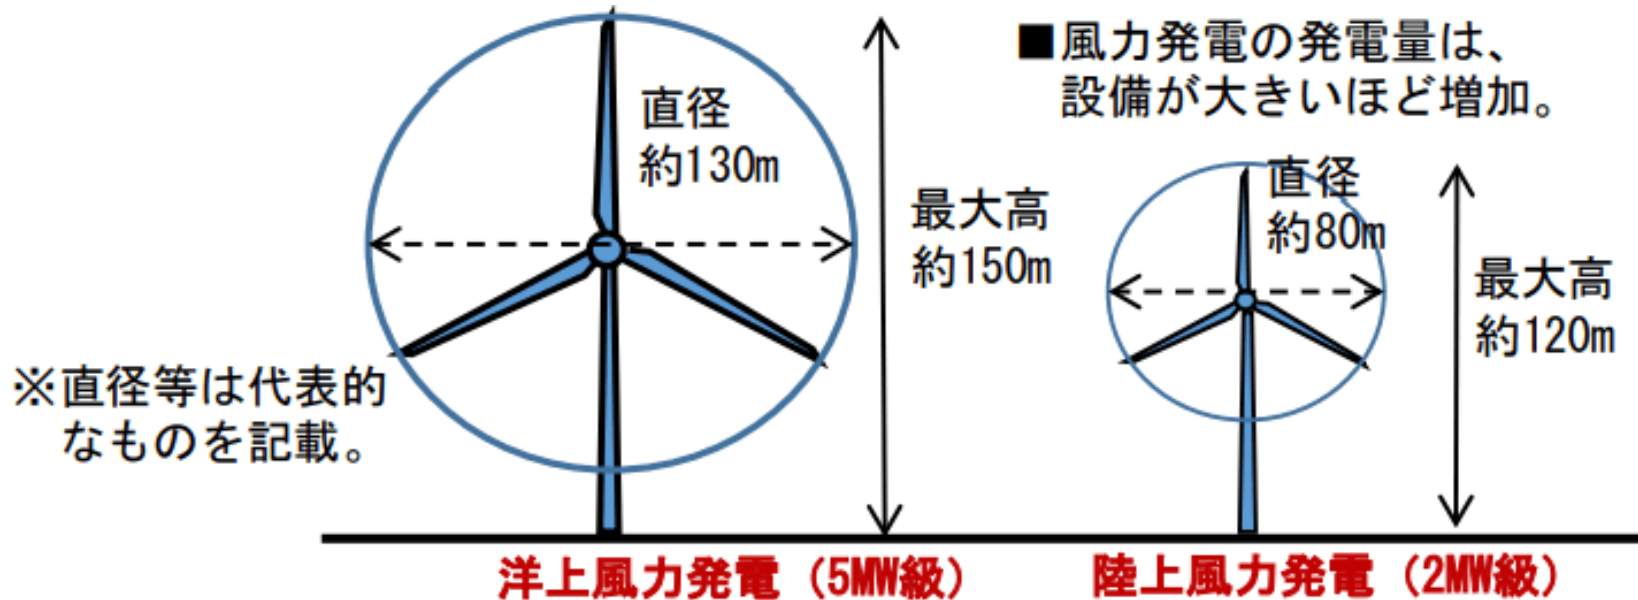 ■風力発電の発電量は、
設備が大きいほど増加。
直径
約130m
最大高
約150m
直径
約80m
最大高
約120m
※直径等は代表的
なものを記載。
洋上風力発電（5MW級）
陸上風力発電（2MW級）